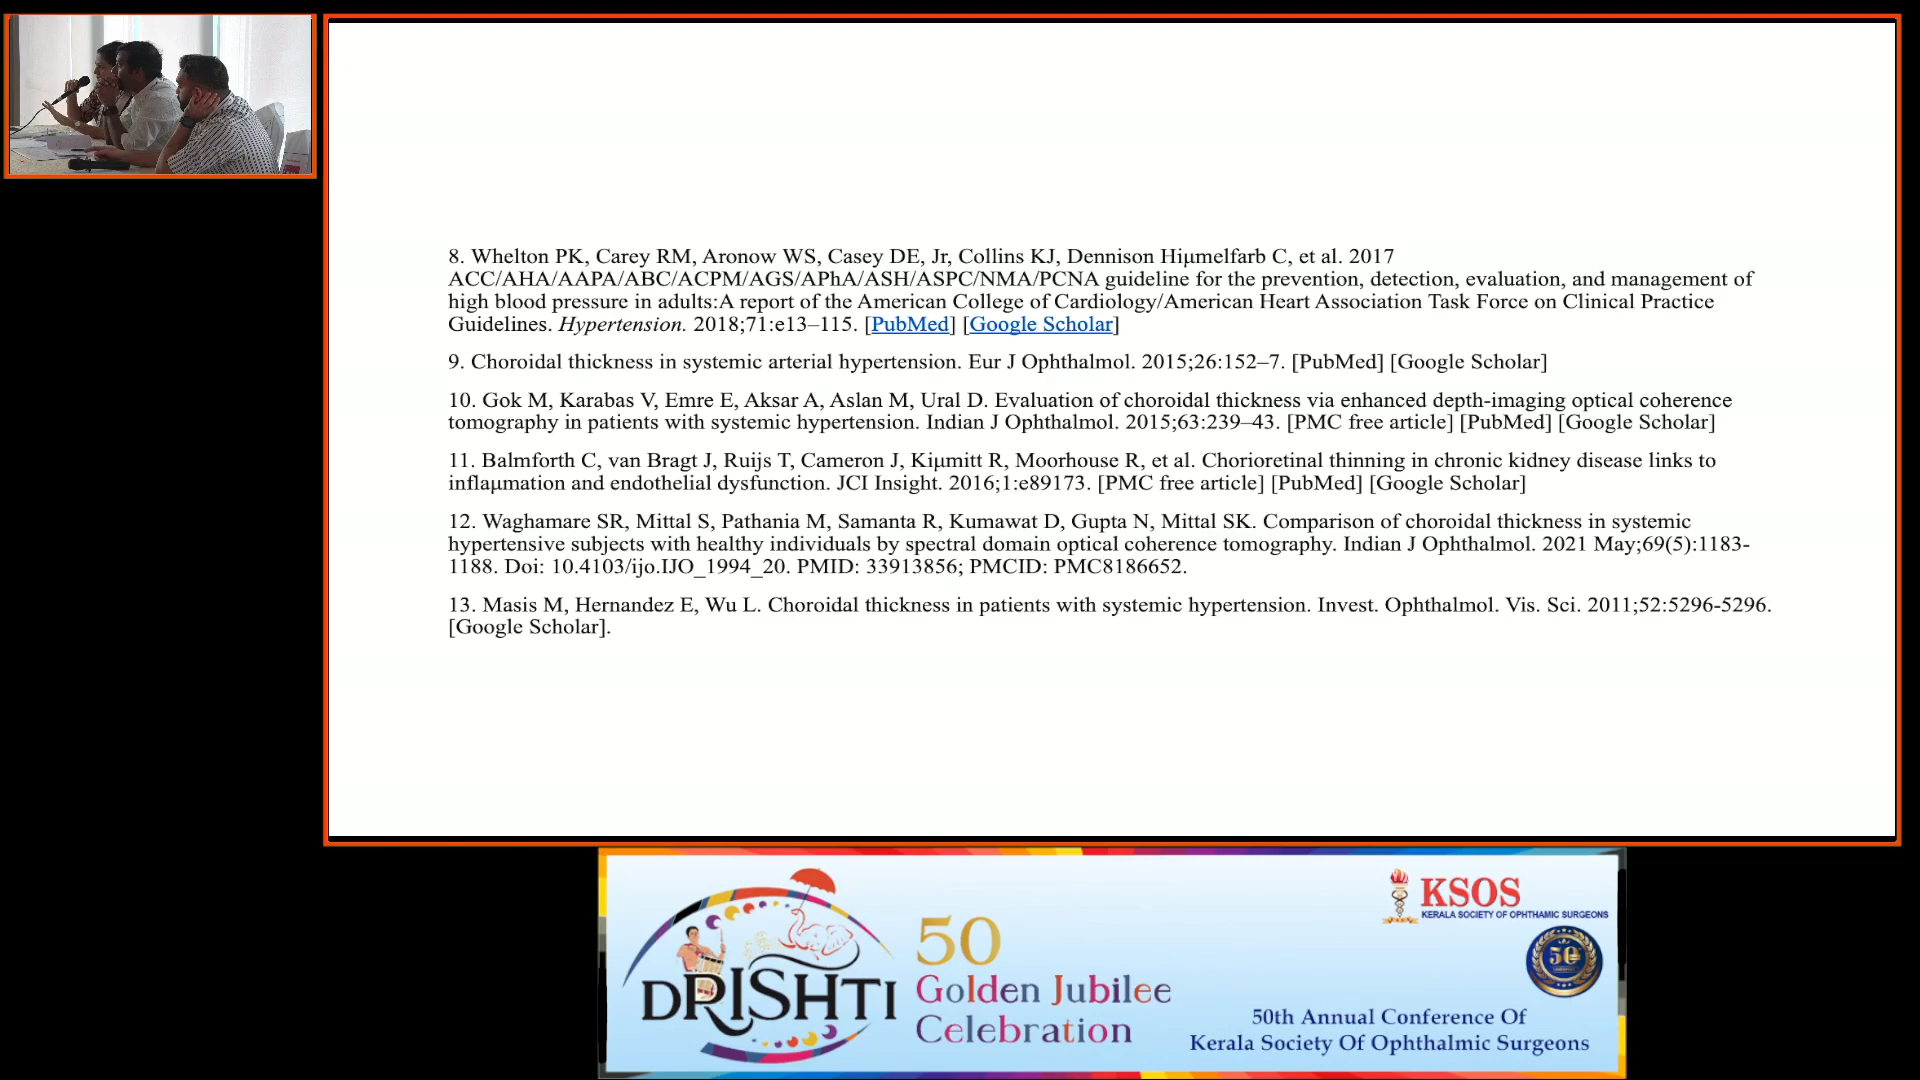 8. Whelton PK, Carey RM, Aronow WS, Casey DE, Jr, Collins KJ, Dennison Hiμmelfarb C, et al. 2017
ACC/AHA/AAPA/ABC/ACPM/AGS/APhA/ASH/ASPC/NMA/PCNA guideline for the prevention, detection, evaluation, and management of
high blood pressure in adults:A report of the American College of Cardiology/American Heart Association Task Force on Clinical Practice
Guidelines. Hypertension. 2018;71:e13–115. [PubMed] [Google Scholar]
9. Choroidal thickness in systemic arterial hypertension. Eur J Ophthalmol. 2015;26:152–7. [PubMed] [Google Scholar]
10. Gok M, Karabas V, Emre E, Aksar A, Aslan M, Ural D. Evaluation of choroidal thickness via enhanced depth-imaging optical coherence
tomography in patients with systemic hypertension. Indian J Ophthalmol. 2015;63:239–43. [PMC free article] [PubMed] [Google Scholar]
11. Balmforth C, van Bragt J, Ruijs T, Cameron J, Kiμmitt R, Moorhouse R, et al. Chorioretinal thinning in chronic kidney disease links to
inflaμmation and endothelial dysfunction. JCI Insight. 2016;1:e89173. [PMC free article] [PubMed] [Google Scholar]
12. Waghamare SR, Mittal S, Pathania M, Samanta R, Kumawat D, Gupta N, Mittal SK. Comparison of choroidal thickness in systemic
hypertensive subjects with healthy individuals by spectral domain optical coherence tomography. Indian J Ophthalmol. 2021 May;69(5):1183-
1188. Doi: 10.4103/ijo.IJO_1994_20. PMID: 33913856; PMCID: PMC8186652.
13. Masis M, Hernandez E, Wu L. Choroidal thickness in patients with systemic hypertension. Invest. Ophthalmol. Vis. Sci. 2011;52:5296-5296.
[Google Scholar].
DRISHTI
50
Golden Jubilee
Celebration
KSOS
KERALA SOCIETY OF OPHTHAMIC SURGEONS
50
50th Annual Conference Of
Kerala Society Of Ophthalmic Surgeons